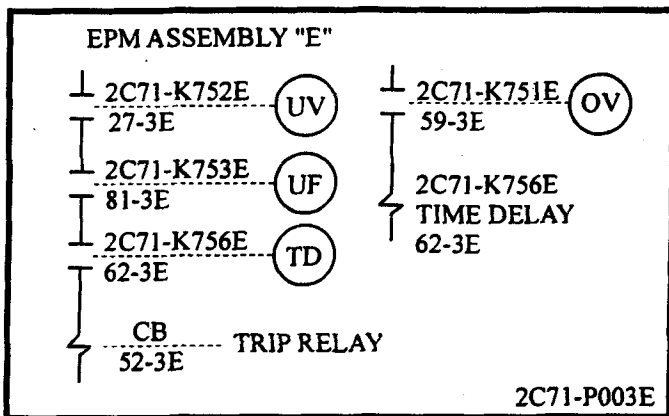 EPM ASSEMBLY "E"
2C71-K752E
27-3E
UV
2C71-K753E
81-3E
UF
2C71-K756E
62-3E
TD
CB
52-3E
TRIP RELAY
2C71-K751E
59-3E
OV
2C71-K756E
TIME DELAY
62-3E
2C71-P003E